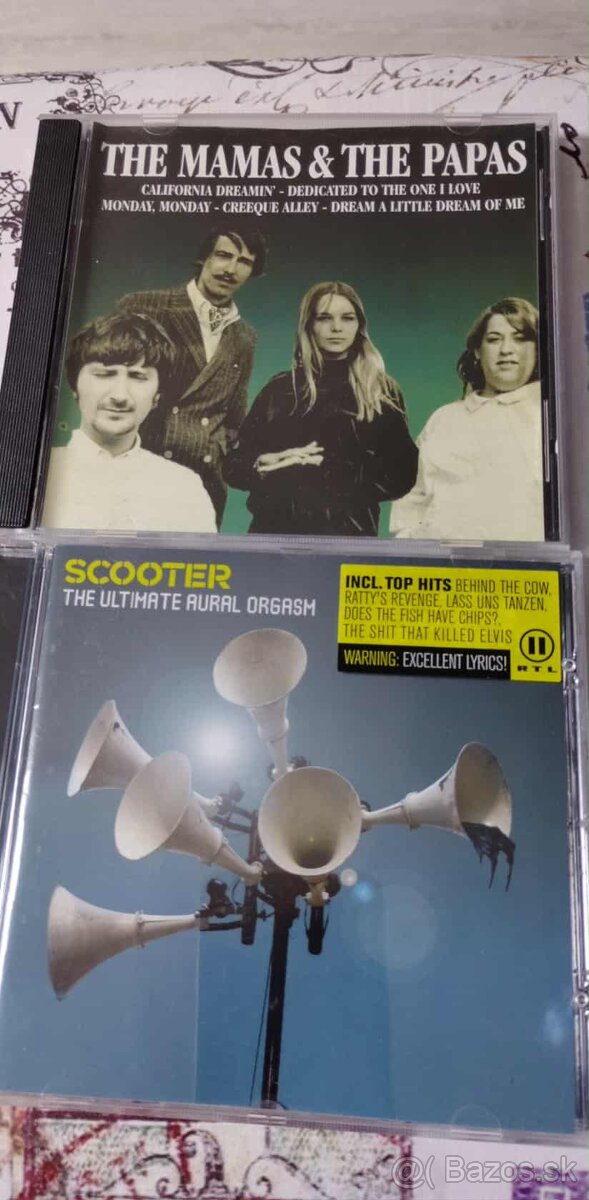 THE MAMAS & THE PAPAS
CALIFORNIA DREAMIN' - DEDICATED TO THE ONE I LOVE
MONDAY, MONDAY - CREEQUE ALLEY - DREAM A LITTLE DREAM OF ME
SCOOTER
THE ULTIMATE AURAL ORGASM
INCL. TOP HITS BEHIND THE COW,
RATTY'S REVENGE, LASS UNS TANZEN,
DOES THE FISH HAVE CHIPS?,
THE SHIT THAT KILLED ELVIS
WARNING: EXCELLENT LYRICS!
II
RTL
@( Bazos.sk